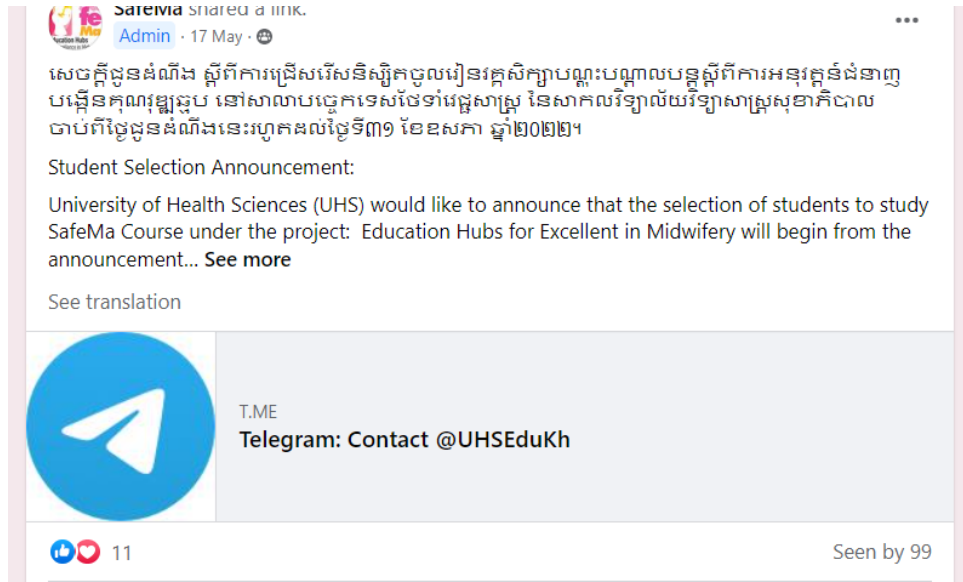 SafeMa shared a link.
Admin · 17 May ·
សេចក្តីជូនដំណឹង ស្តីពីការជ្រើសរើសនិស្សិតចូលរៀនវគ្គសិក្សាបណ្តុះបណ្តាលបន្តស្តីពីការអនុវត្តន៍ជំនាញ
បង្កើនគុណវុឌ្ឍឆ្មប នៅសាលាបច្ចេកទេសថែទាំវេជ្ជសាស្ត្រ នៃសាកលវិទ្យាល័យវិទ្យាសាស្ត្រសុខាភិបាល
ចាប់ពីថ្ងៃជូនដំណឹងនេះរហូតដល់ថ្ងៃទី៣១ ខែឧសភា ឆ្នាំ២០២២។
Student Selection Announcement:
University of Health Sciences (UHS) would like to announce that the selection of students to study
SafeMa Course under the project: Education Hubs for Excellent in Midwifery will begin from the
announcement... See more
See translation
T.ME
Telegram: Contact @UHSEduKh
11
Seen by 99